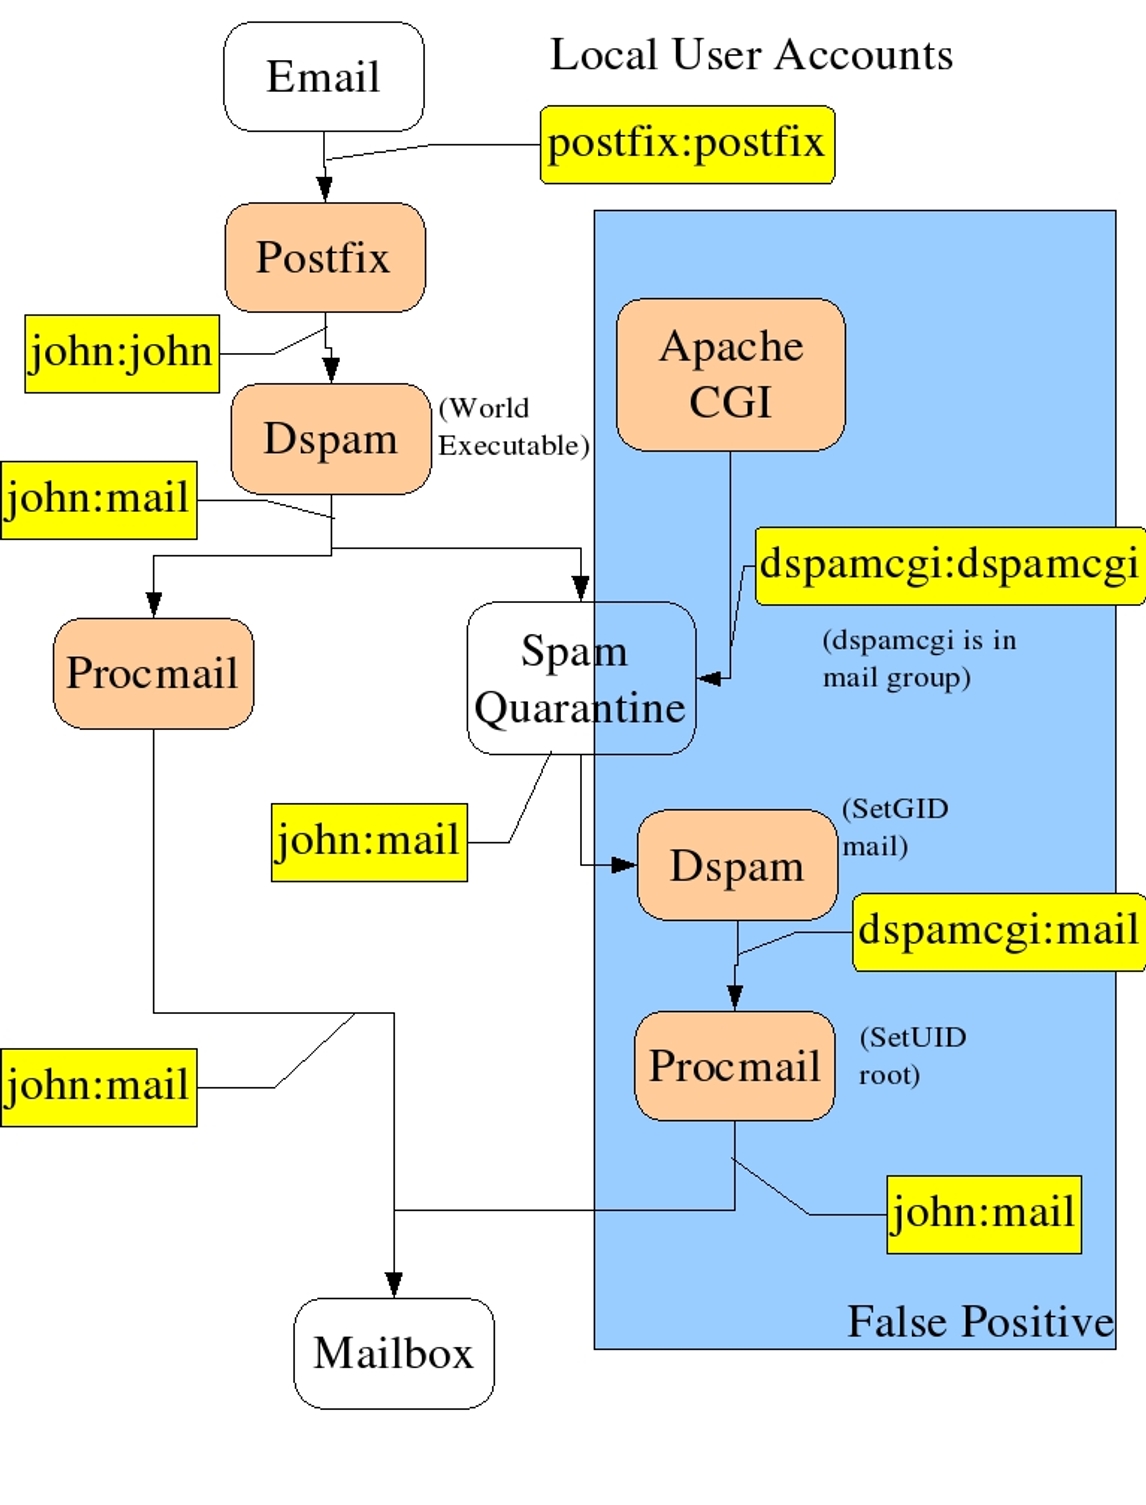 Email
Local User Accounts
postfix:postfix
Postfix
john:john
Apache
CGI
Dspam
(World
Executable)
john:mail
dspamcgi:dspamcgi
(dspamcgi is in
mail group)
Procmail
Spam
Quarantine
john:mail
(SetGID
mail)
Dspam
dspamcgi:mail
john:mail
Procmail
(SetUID
root)
john:mail
False Positive
Mailbox